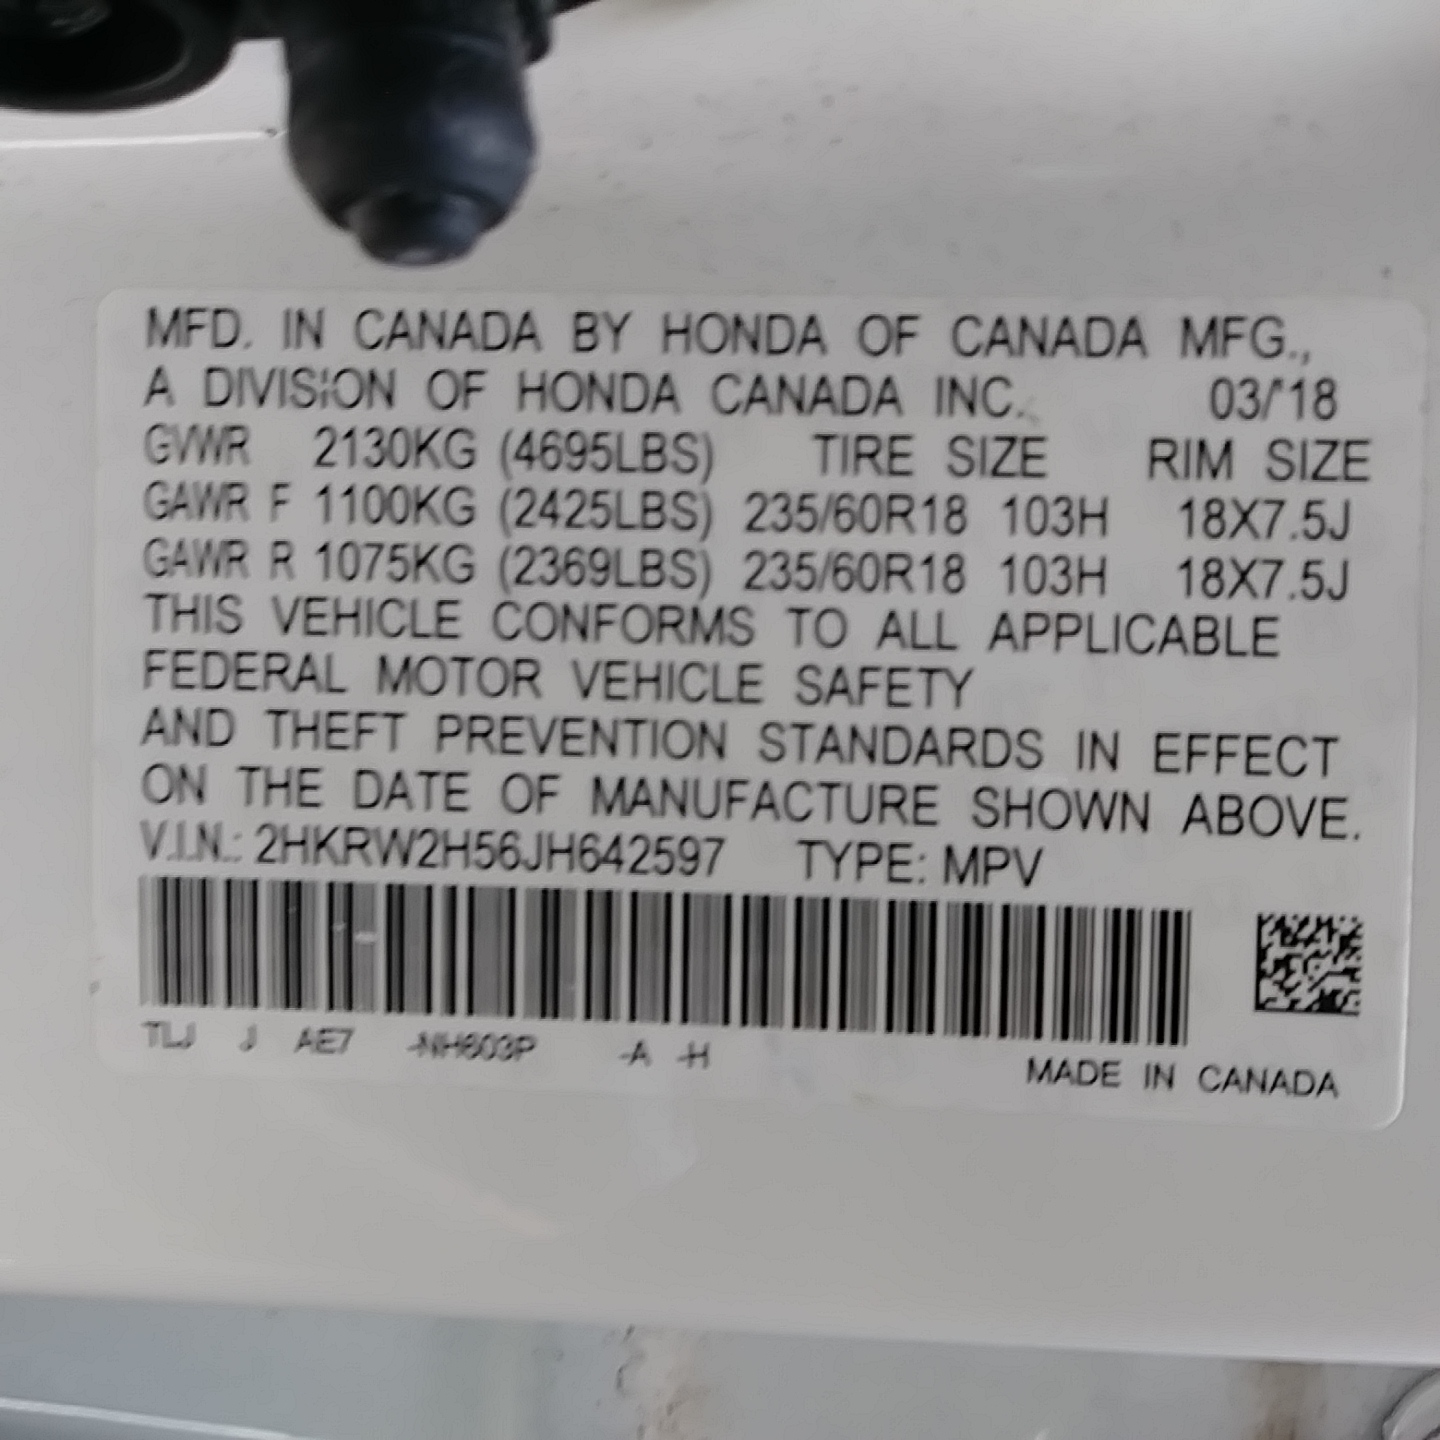 MFD. IN CANADA BY HONDA OF CANADA MFG.,
A DIVISION OF HONDA CANADA INC. 03/'18
GVWR 2130KG (4695LBS) TIRE SIZE RIM SIZE
GAWR F 1100KG (2425LBS) 235/60R18 103H 18X7.5J
GAWR R 1075KG (2369LBS) 235/60R18 103H 18X7.5J
THIS VEHICLE CONFORMS TO ALL APPLICABLE
FEDERAL MOTOR VEHICLE SAFETY
AND THEFT PREVENTION STANDARDS IN EFFECT
ON THE DATE OF MANUFACTURE SHOWN ABOVE.
V.I.N.: 2HKRW2H56JH642597 TYPE: MPV
TLJ J AE7 -NH603P -A -H
MADE IN CANADA